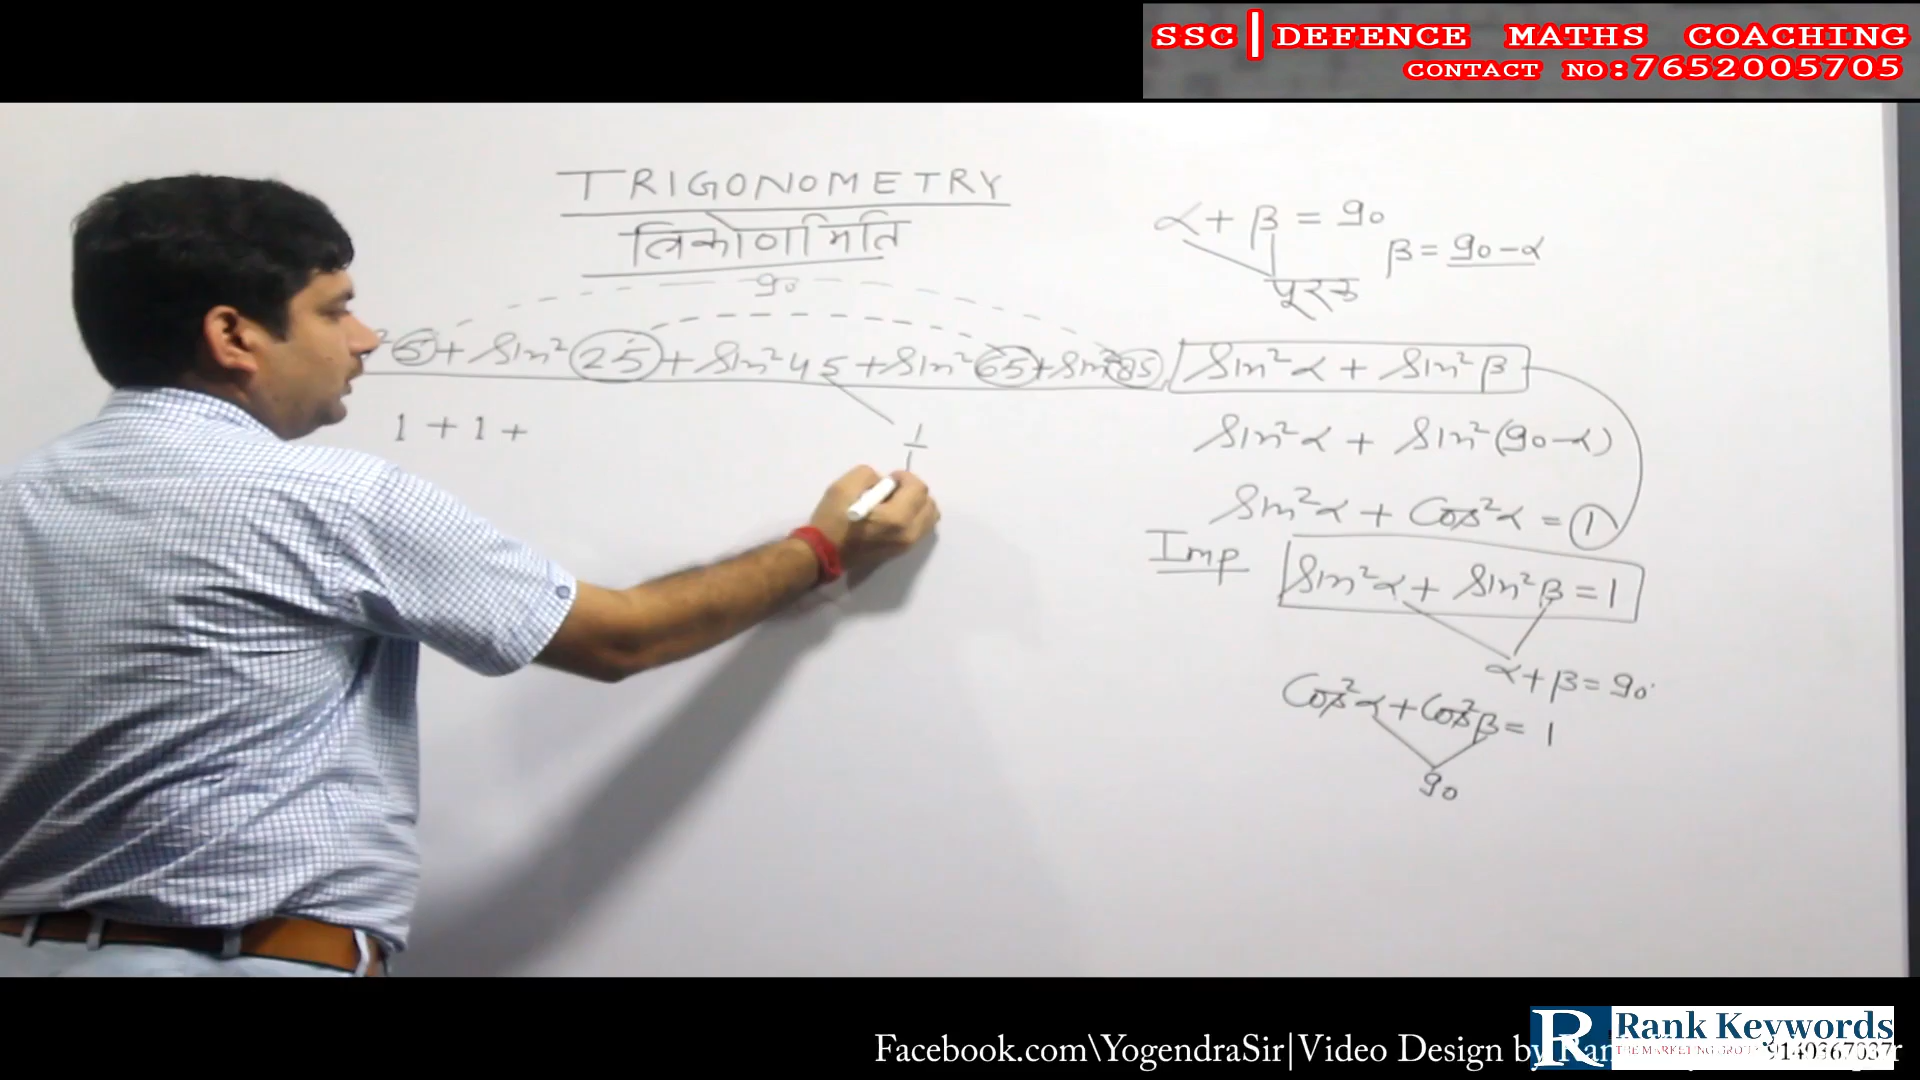 SSC|DEFENCE MATHS COACHING
CONTACT NO:7652005705
TRIGONOMETRY
त्रिकोणमिति
α + β = 90
β = 90-α
पूरक
90
5 + Sin² 25 + Sin² 45 + Sin² 65 + Sin² 85
Sin²α + Sin²β
1 + 1 +
1
Sin²α + Sin²(90-α)
Sin²α + Cos²α = 1
Imp
Sin²α + Sin²β = 1
α + β = 90°
Cos²α + Cos²β = 1
90
Rank Keywords
Facebook.com\YogendraSir|Video Design by
9140367037